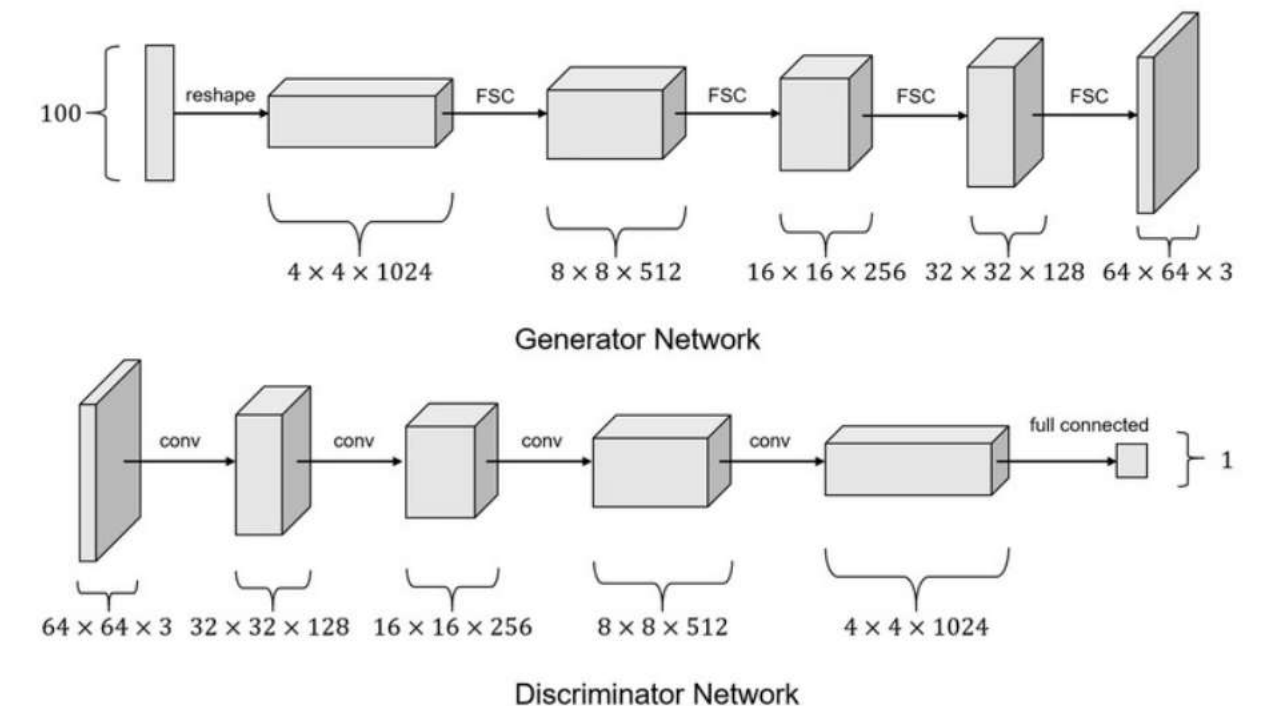 100
reshape
FSC
FSC
FSC
FSC
4 × 4 × 1024
8 × 8 × 512
16 × 16 × 256
32 × 32 × 128
64 × 64 × 3
Generator Network
conv
conv
conv
conv
full connected
1
64 × 64 × 3
32 × 32 × 128
16 × 16 × 256
8 × 8 × 512
4 × 4 × 1024
Discriminator Network